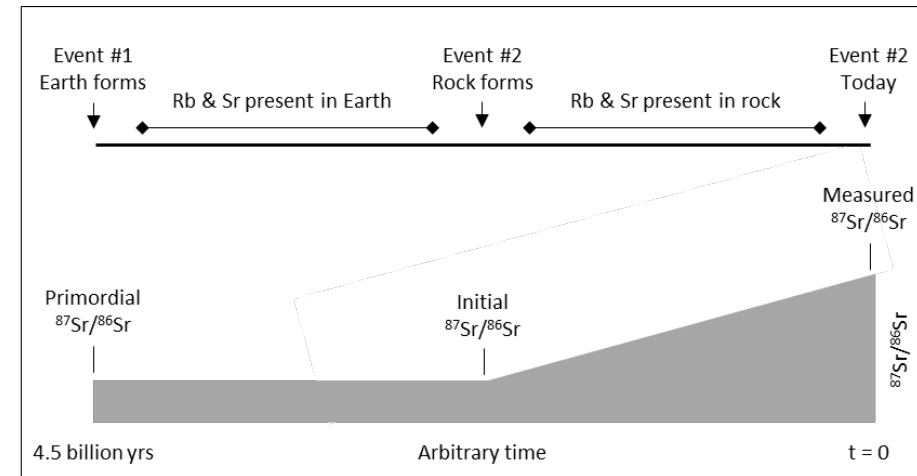 Event #1
Earth forms
Event #2
Rock forms
Event #2
Today
Rb & Sr present in Earth
Rb & Sr present in rock
Measured
⁸⁷Sr/⁸⁶Sr
Primordial
⁸⁷Sr/⁸⁶Sr
Initial
⁸⁷Sr/⁸⁶Sr
⁸⁷Sr/⁸⁶Sr
4.5 billion yrs
Arbitrary time
t = 0